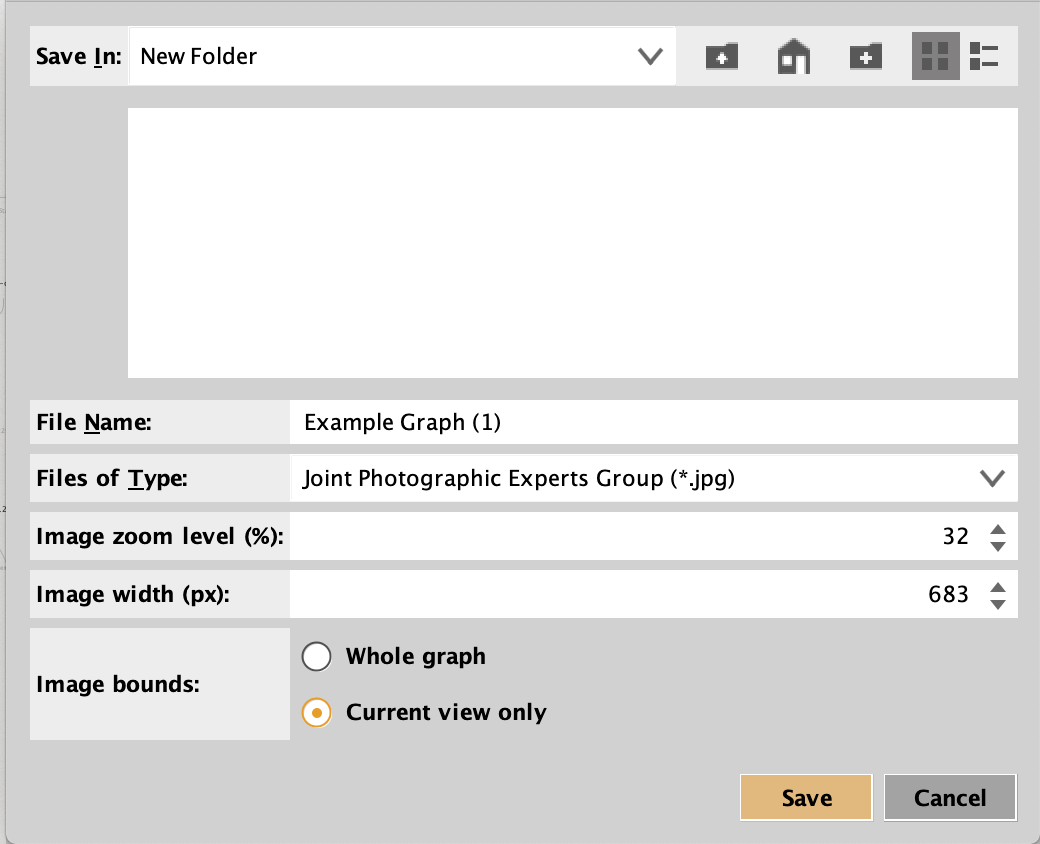 Save In: New Folder
File Name: Example Graph (1)
Files of Type: Joint Photographic Experts Group (*.jpg)
Image zoom level (%): 32
Image width (px): 683
Whole graph
Image bounds:
Current view only
Save Cancel